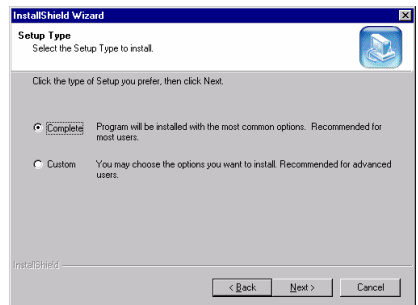 InstallShield Wizard
Setup Type
Select the Setup Type to install.
Click the type of Setup you prefer, then click Next.
Complete Program will be installed with the most common options. Recommended for
most users.
Custom You may choose the options you want to install. Recommended for advanced
users.
InstallShield
< Back Next > Cancel